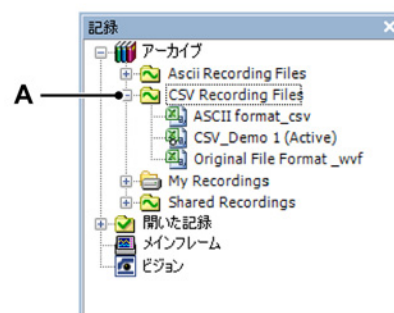 記録
アーカイブ
Ascii Recording Files
A
CSV Recording Files
ASCII format_csv
CSV_Demo 1 (Active)
Original File Format _wvf
My Recordings
Shared Recordings
開いた記録
メインフレーム
ビジョン